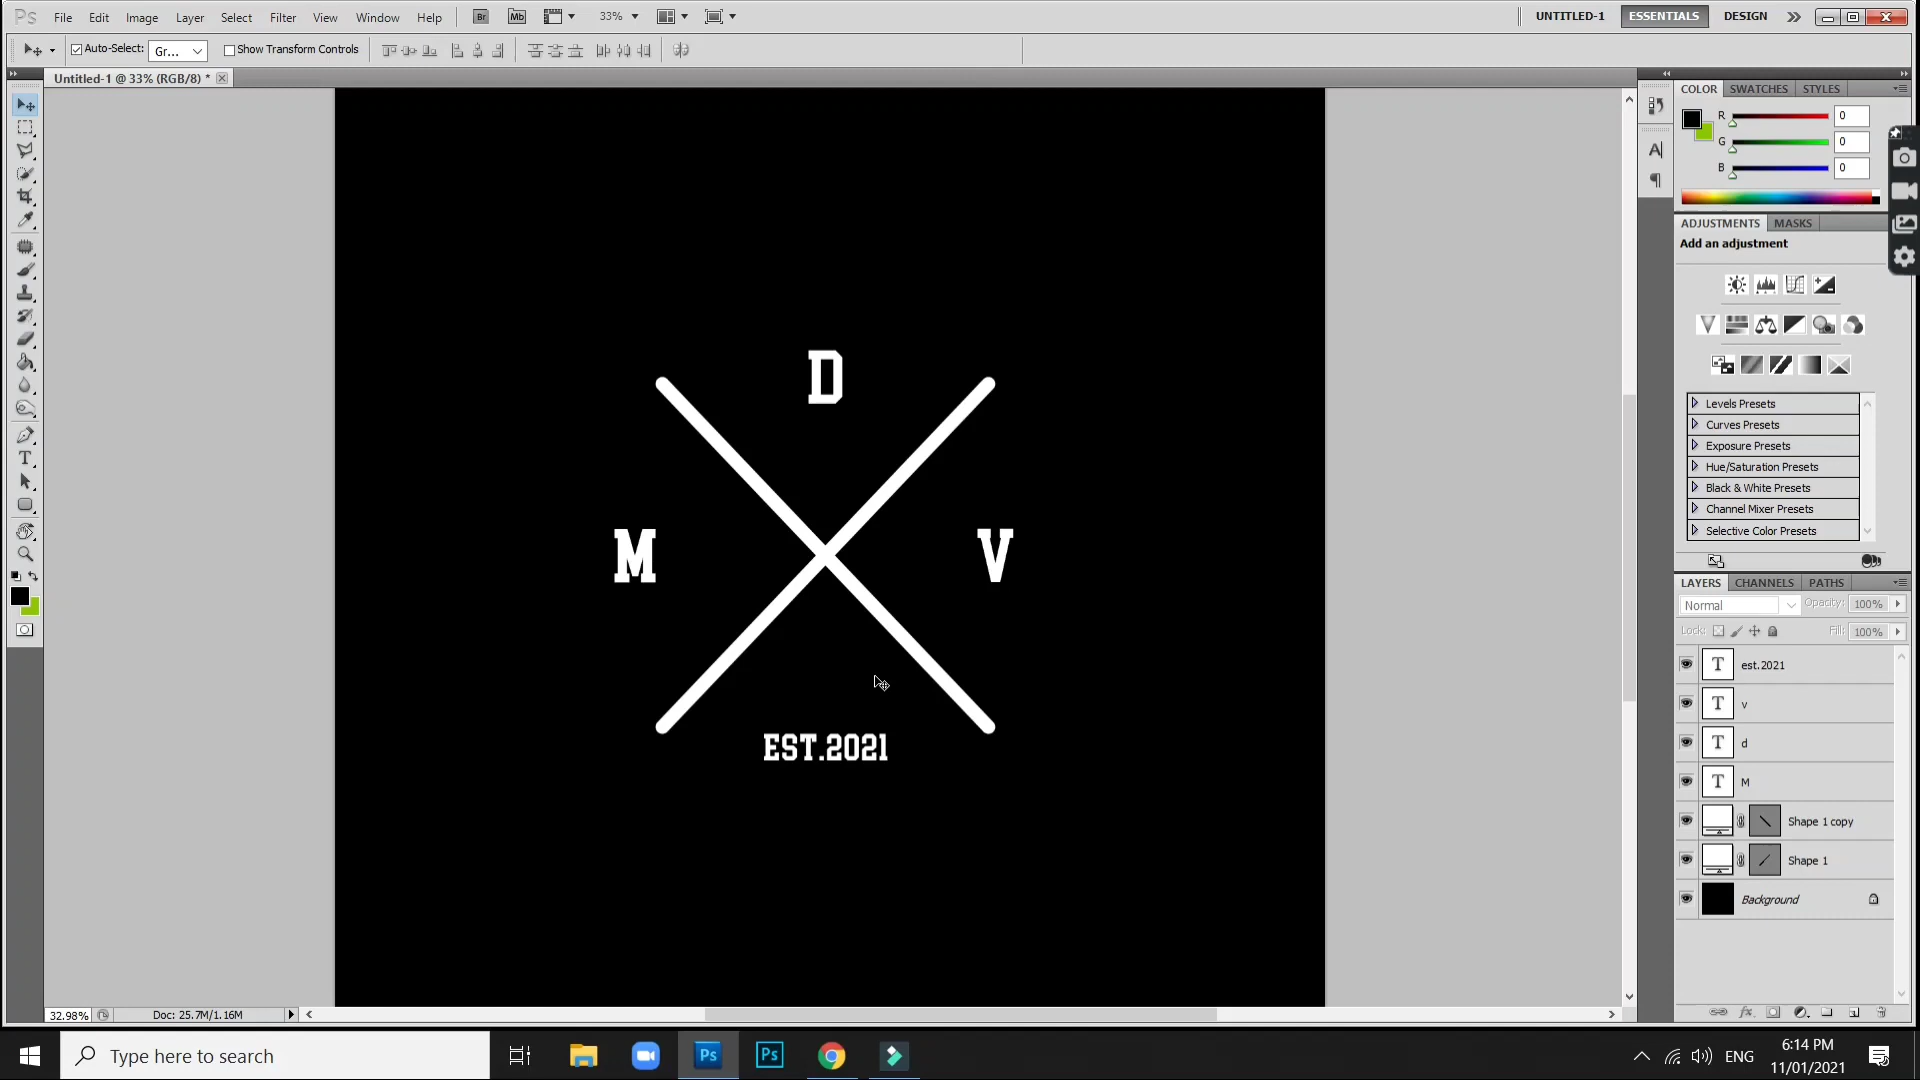 Ps File Edit Image Layer Select Filter View Window Help Br Mb 33% UNTITLED-1 ESSENTIALS DESIGN
Auto-Select: Gr... Show Transform Controls
Untitled-1 @ 33% (RGB/8) *
COLOR SWATCHES STYLES
R 0
G 0
B 0
ADJUSTMENTS MASKS
Add an adjustment
Levels Presets
Curves Presets
Exposure Presets
Hue/Saturation Presets
Black & White Presets
Channel Mixer Presets
Selective Color Presets
LAYERS CHANNELS PATHS
Normal Opacity: 100%
Lock: Fill: 100%
T est.2021
T v
T d
T M
Shape 1 copy
Shape 1
Background
D
M V
EST.2021
32.98% Doc: 25.7M/1.16M
Type here to search
Ps Ps
ENG
6:14 PM
11/01/2021